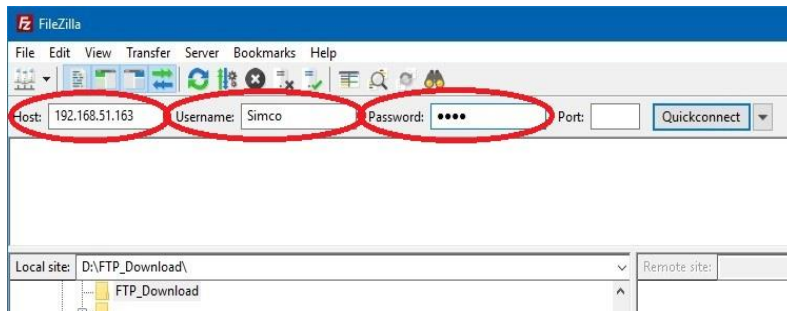 FileZilla
File Edit View Transfer Server Bookmarks Help
Host: 192.168.51.163 Username: Simco Password: •••• Port: Quickconnect
Local site: D:\FTP_Download\ Remote site:
FTP_Download